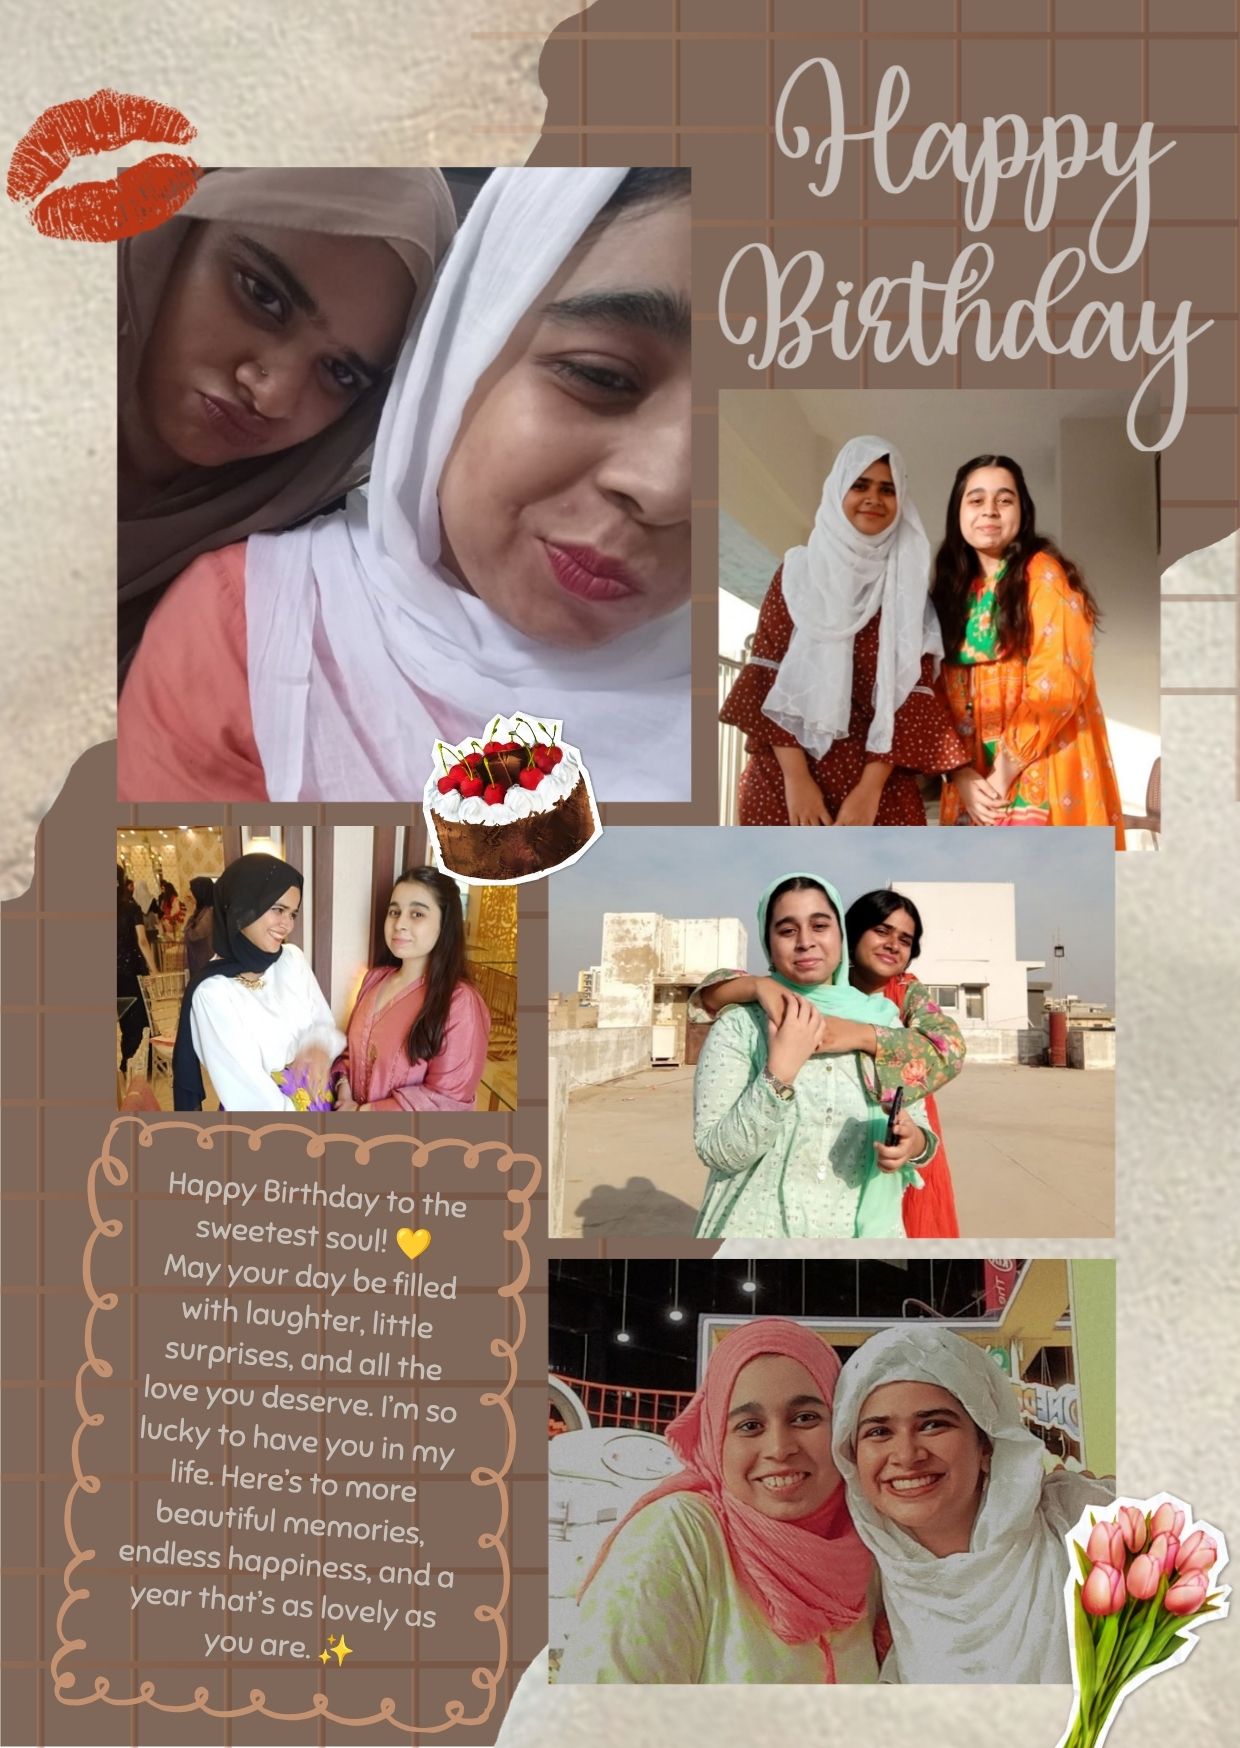 Happy
Birthday
Happy Birthday to the
sweetest soul! 💛
May your day be filled
with laughter, little
surprises, and all the
love you deserve. I'm so
lucky to have you in my
life. Here's to more
beautiful memories,
endless happiness, and a
year that's as lovely as
you are. ✨
The